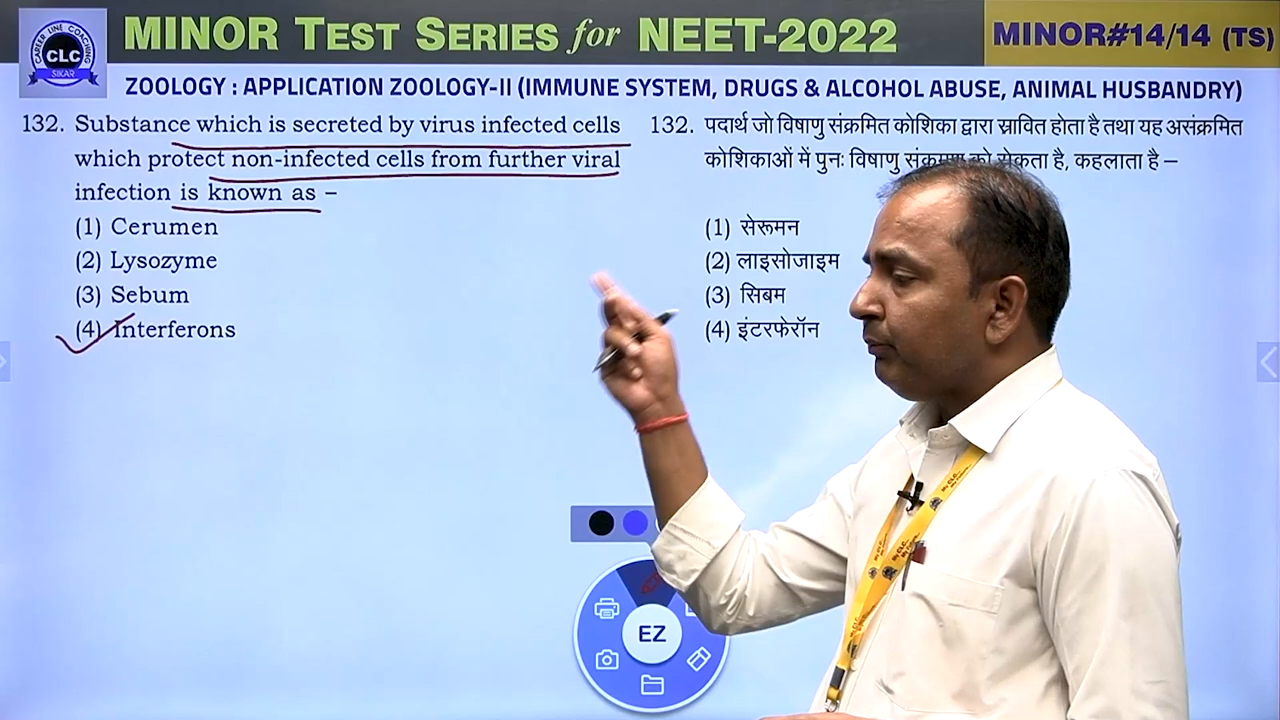 CAREER LINE COACHING
CLC
SIKAR
MINOR TEST SERIES for NEET-2022
MINOR#14/14 (TS)
ZOOLOGY : APPLICATION ZOOLOGY-II (IMMUNE SYSTEM, DRUGS & ALCOHOL ABUSE, ANIMAL HUSBANDRY)
132. Substance which is secreted by virus infected cells
which protect non-infected cells from further viral
infection is known as –
(1) Cerumen
(2) Lysozyme
(3) Sebum
(4) Interferons
132. पदार्थ जो विषाणु संक्रमित कोशिका द्वारा स्रावित होता है तथा यह असंक्रमित
कोशिकाओं में पुनः विषाणु संक्रमण को रोकता है, कहलाता है –
(1) सेरूमन
(2) लाइसोजाइम
(3) सिबम
(4) इंटरफेरॉन
EZ